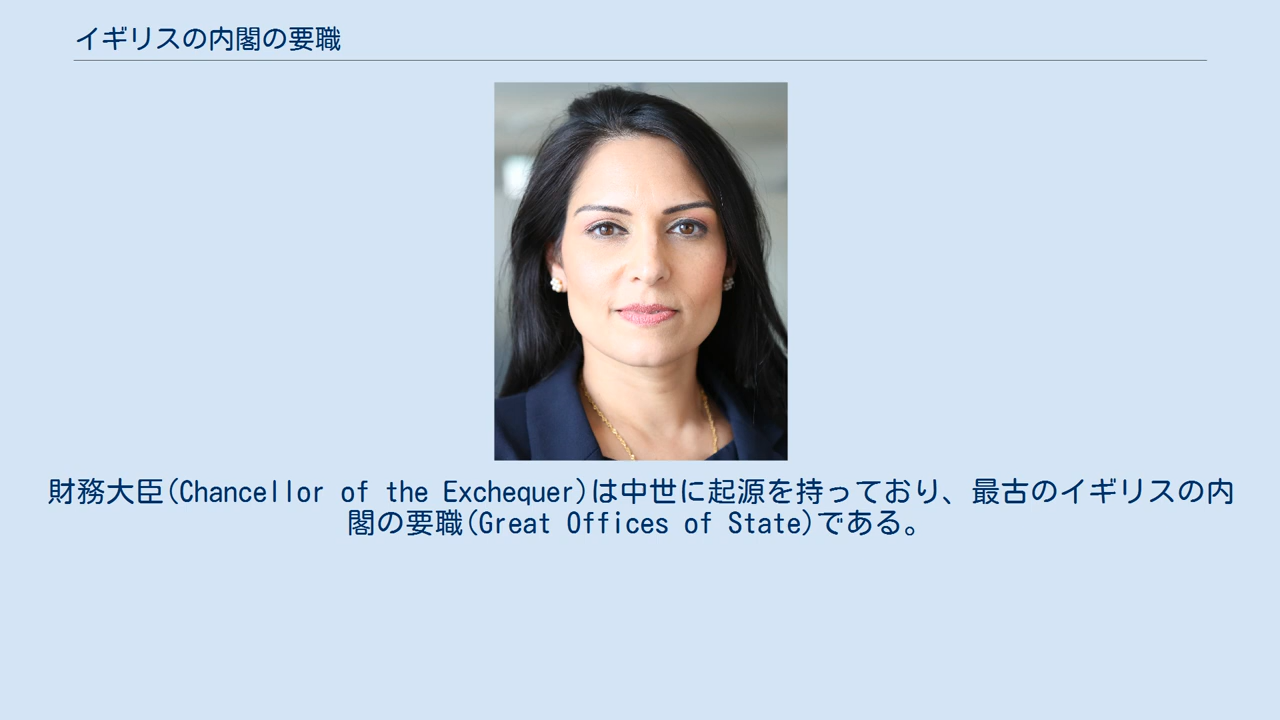 イギリスの内閣の要職
財務大臣(Chancellor of the Exchequer)は中世に起源を持っており、最古のイギリスの内
閣の要職(Great Offices of State)である。